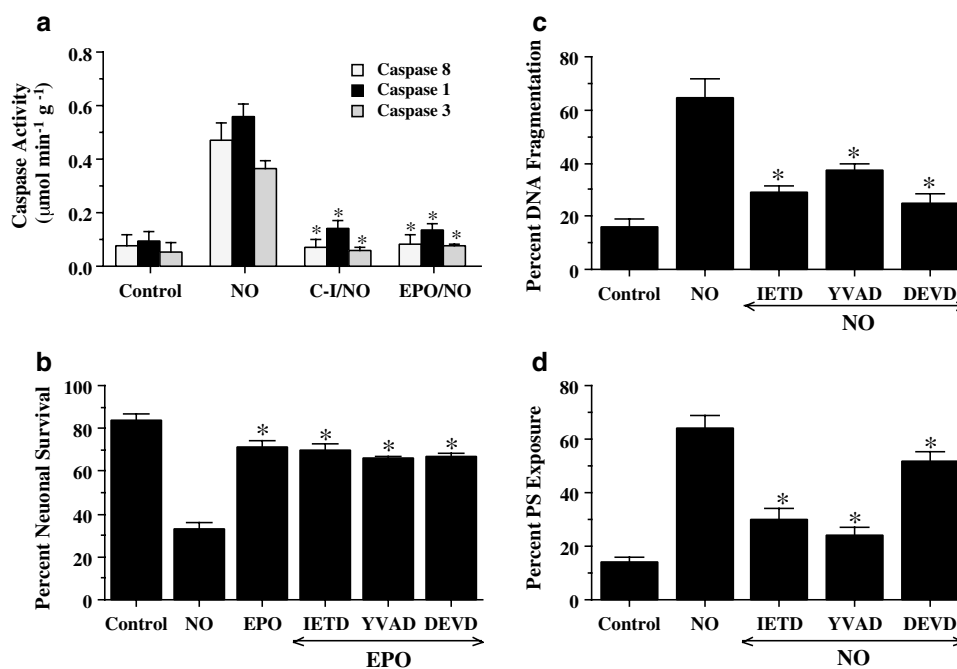 a
Caspase Activity
(µmol min⁻¹ g⁻¹)
0.8
0.6
0.4
0.2
0.0
Caspase 8
Caspase 1
Caspase 3
* * *
* * *
Control NO C-I/NO EPO/NO
b
Percent Neuonal Survival
100
80
60
40
20
0
* * * *
Control NO EPO IETD YVAD DEVD
EPO
c
Percent DNA Fragmentation
80
60
40
20
0
* * *
Control NO IETD YVAD DEVD
NO
d
Percent PS Exposure
80
60
40
20
0
* * *
Control NO IETD YVAD DEVD
NO